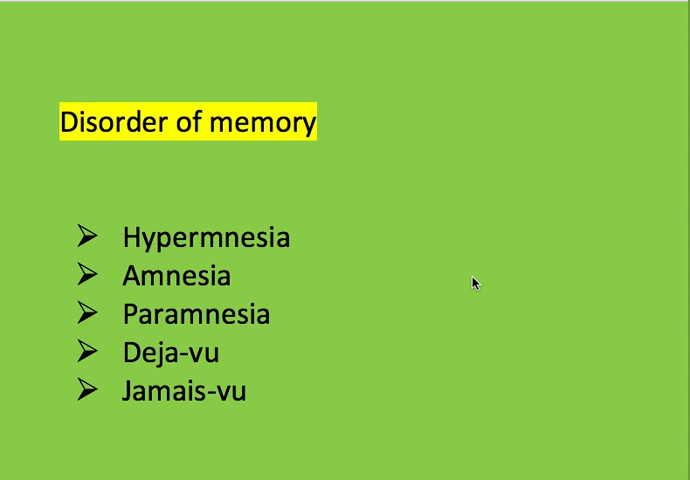 Disorder of memory
➢ Hypermnesia
➢ Amnesia
➢ Paramnesia
➢ Deja-vu
➢ Jamais-vu